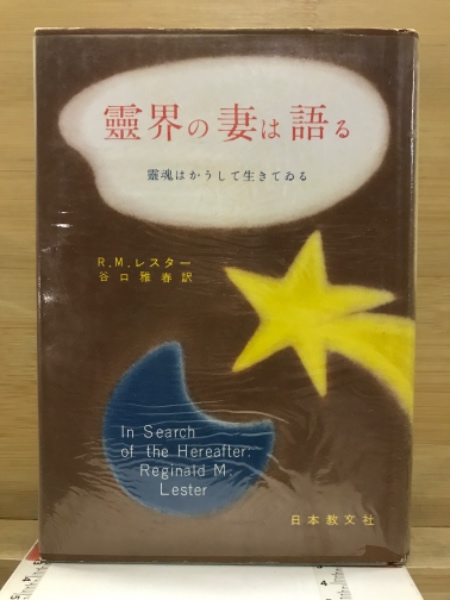 靈界の妻は語る
靈魂はかうして生きてゐる
R.M.レスター
谷口雅春訳
In Search
of the Hereafter:
Reginald M.
Lester
日本教文社